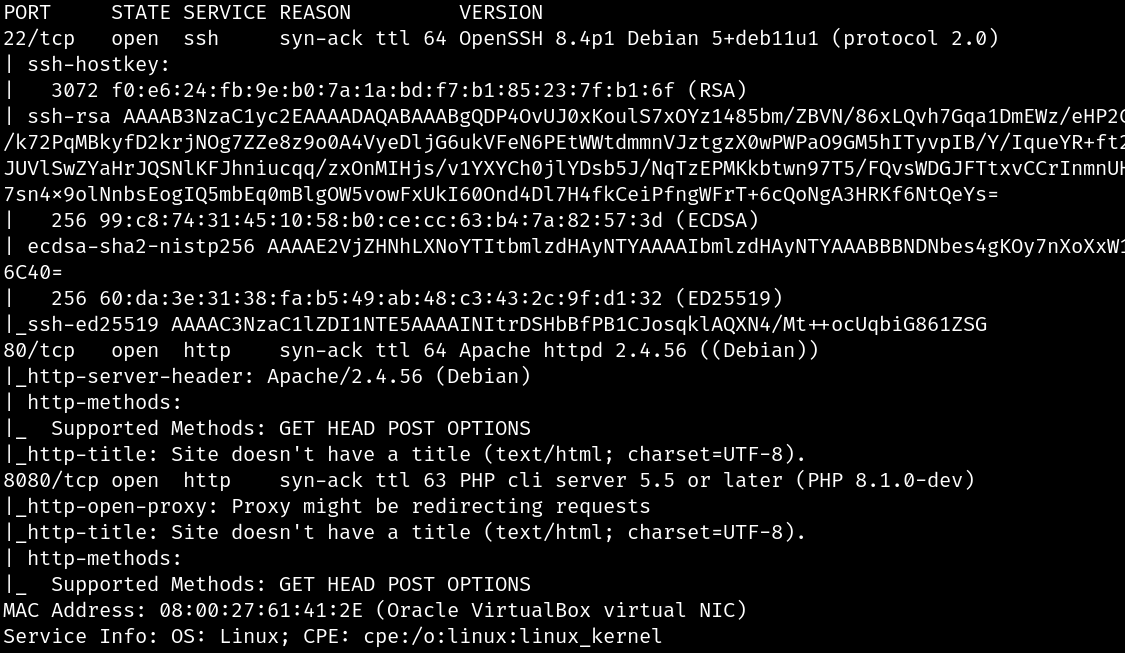 PORT     STATE SERVICE REASON         VERSION
22/tcp   open  ssh     syn-ack ttl 64 OpenSSH 8.4p1 Debian 5+deb11u1 (protocol 2.0)
| ssh-hostkey:
|   3072 f0:e6:24:fb:9e:b0:7a:1a:bd:f7:b1:85:23:7f:b1:6f (RSA)
| ssh-rsa AAAAB3NzaC1yc2EAAAADAQABAAABgQDP4OvUJ0xKoulS7xOYz1485bm/ZBVN/86xLQvh7Gqa1DmEWz/eHP2C
/k72PqMBkyfD2krjNOg7ZZe8z9o0A4VyeDljG6ukVFeN6PEtWWtdmmnVJztgzX0wPWPaO9GM5hITyvpIB/Y/IqueYR+ft2
JUVlSwZYaHrJQSNlKFJhniucqq/zxOnMIHjs/v1YXYCh0jlYDsb5J/NqTzEPMKkbtwn97T5/FQvsWDGJFTtxvCCrInmnUH
7sn4x9olNnbsEogIQ5mbEq0mBlgOW5vowFxUkI60Ond4Dl7H4fkCeiPfngWFrT+6cQoNgA3HRKf6NtQeYs=
|   256 99:c8:74:31:45:10:58:b0:ce:cc:63:b4:7a:82:57:3d (ECDSA)
| ecdsa-sha2-nistp256 AAAAE2VjZHNhLXNoYTItbmlzdHAyNTYAAAAIbmlzdHAyNTYAAABBBNDNbes4gKOy7nXoXxW1
6C40=
|   256 60:da:3e:31:38:fa:b5:49:ab:48:c3:43:2c:9f:d1:32 (ED25519)
|_ssh-ed25519 AAAAC3NzaC1lZDI1NTE5AAAAINItrDSHbBfPB1CJosqklAQXN4/Mt++ocUqbiG861ZSG
80/tcp   open  http    syn-ack ttl 64 Apache httpd 2.4.56 ((Debian))
|_http-server-header: Apache/2.4.56 (Debian)
| http-methods:
|_  Supported Methods: GET HEAD POST OPTIONS
|_http-title: Site doesn't have a title (text/html; charset=UTF-8).
8080/tcp open  http    syn-ack ttl 63 PHP cli server 5.5 or later (PHP 8.1.0-dev)
|_http-open-proxy: Proxy might be redirecting requests
|_http-title: Site doesn't have a title (text/html; charset=UTF-8).
| http-methods:
|_  Supported Methods: GET HEAD POST OPTIONS
MAC Address: 08:00:27:61:41:2E (Oracle VirtualBox virtual NIC)
Service Info: OS: Linux; CPE: cpe:/o:linux:linux_kernel